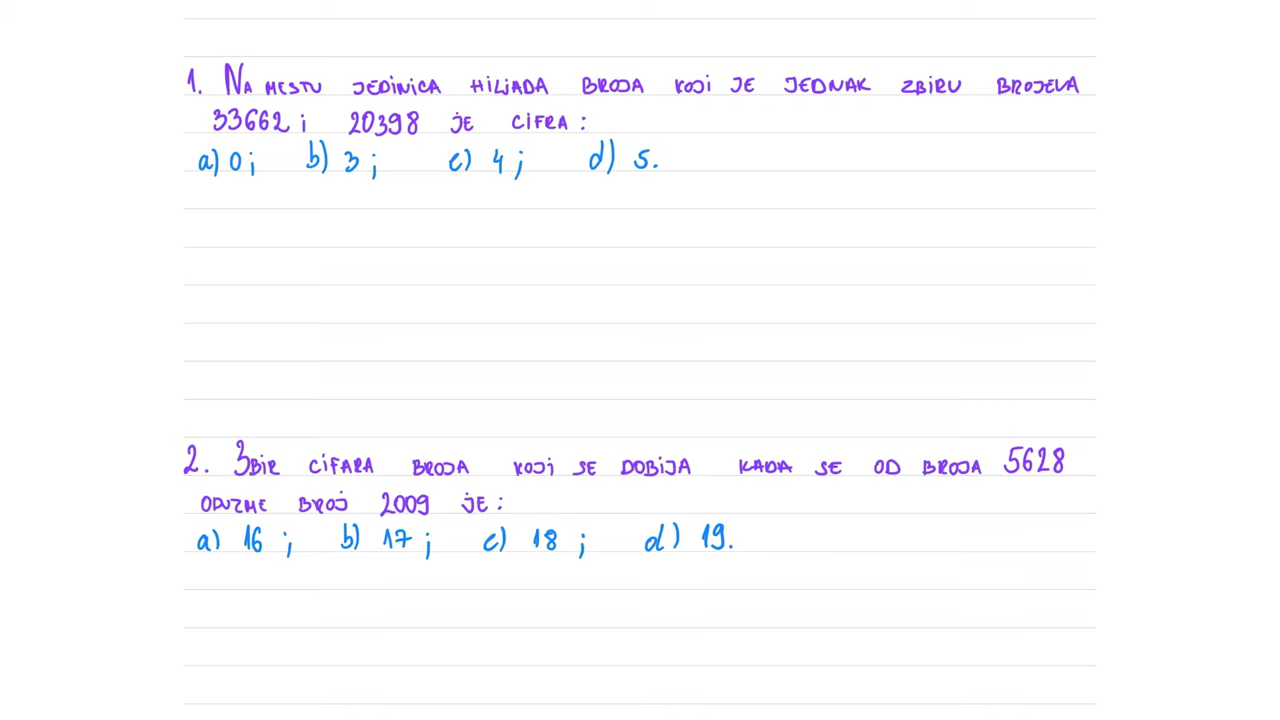 1. Na mestu jedinica hiljada broja koji je jednak zbiru brojeva
33662 i 20398 je cifra:
a) 0; b) 3; c) 4; d) 5.
2. Zbir cifara broja koji se dobija kada se od broja 5628
oduzme broj 2009 je:
a) 16; b) 17; c) 18; d) 19.